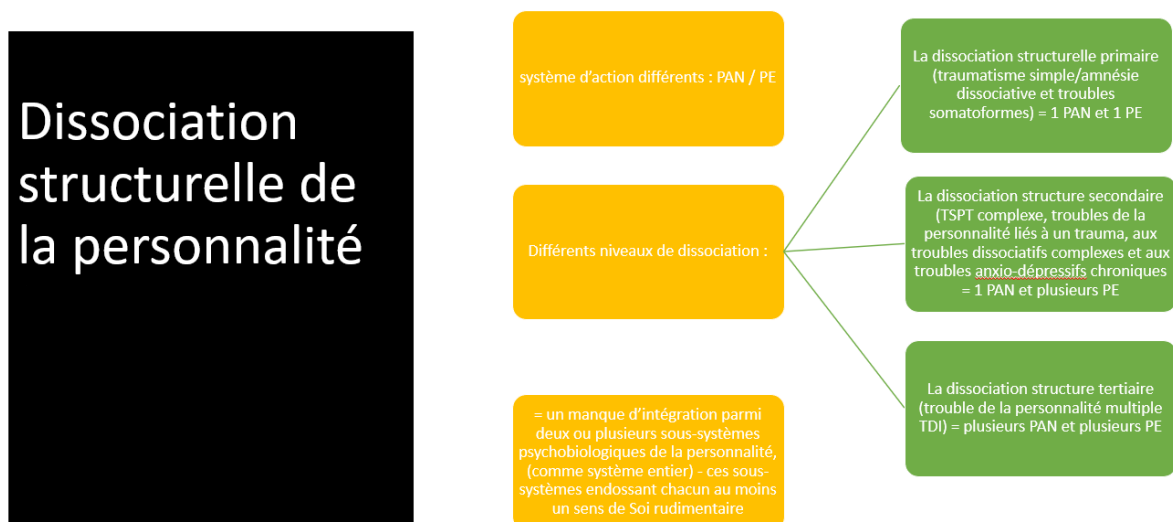 Dissociation
structurelle de
la personnalité
système d'action différents : PAN / PE
Différents niveaux de dissociation :
= un manque d'intégration parmi
deux ou plusieurs sous-systèmes
psychobiologiques de la personnalité,
(comme système entier) - ces sous-
systèmes endossant chacun au moins
un sens de Soi rudimentaire
La dissociation structurelle primaire
(traumatisme simple/amnésie
dissociative et troubles
somatoformes) = 1 PAN et 1 PE
La dissociation structure secondaire
(TSPT complexe, troubles de la
personnalité liés à un trauma, aux
troubles dissociatifs complexes et aux
troubles anxio-dépressifs chroniques
= 1 PAN et plusieurs PE
La dissociation structure tertiaire
(trouble de la personnalité multiple
TDI) = plusieurs PAN et plusieurs PE